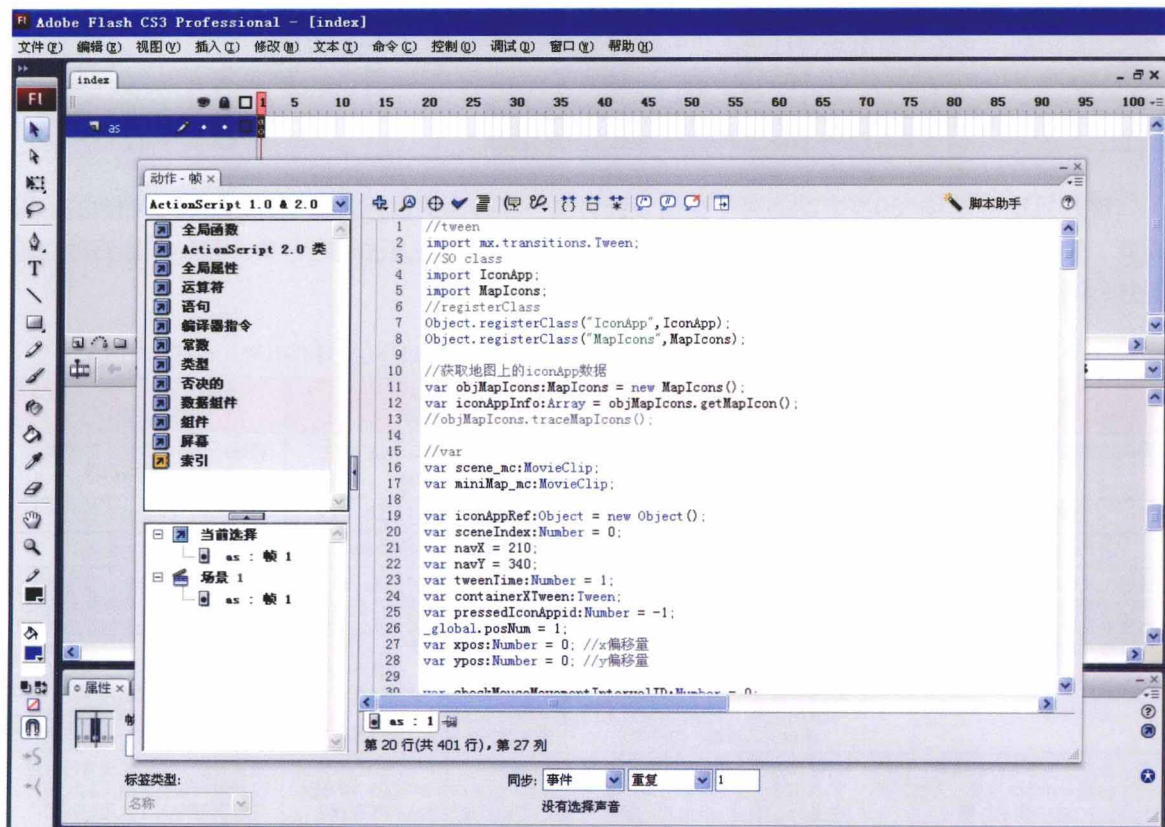 Fl Adobe Flash CS3 Professional - [index]
文件(F) 编辑(E) 视图(V) 插入(I) 修改(M) 文本(T) 命令(C) 控制(O) 调试(D) 窗口(W) 帮助(H)
index
Fl
1 5 10 15 20 25 30 35 40 45 50 55 60 65 70 75 80 85 90 95 100
as
动作 - 帧 ×
ActionScript 1.0 & 2.0
脚本助手
全局函数
ActionScript 2.0 类
全局属性
运算符
语句
编译器指令
常数
类型
否决的
数据组件
组件
屏幕
索引
当前选择
as : 帧 1
场景 1
as : 帧 1
1 //tween
2 import mx.transitions.Tween;
3 //SO class
4 import IconApp;
5 import MapIcons;
6 //registerClass
7 Object.registerClass("IconApp",IconApp);
8 Object.registerClass("MapIcons",MapIcons);
9
10 //获取地图上的iconApp数据
11 var objMapIcons:MapIcons = new MapIcons();
12 var iconAppInfo:Array = objMapIcons.getMapIcon();
13 //objMapIcons.traceMapIcons();
14
15 //var
16 var scene_mc:MovieClip;
17 var miniMap_mc:MovieClip;
18
19 var iconAppRef:Object = new Object();
20 var sceneIndex:Number = 0;
21 var navX = 210;
22 var navY = 340;
23 var tweenTime:Number = 1;
24 var containerXTween:Tween;
25 var pressedIconAppid:Number = -1;
26 _global.posNum = 1;
27 var xpos:Number = 0; //x偏移量
28 var ypos:Number = 0; //y偏移量
29
30 var checkMouseMovementIntervalID:Number = 0;
as : 1
第 20 行(共 401 行), 第 27 列
属性 ×
帧
标签类型:
名称
同步: 事件 重复 1
没有选择声音